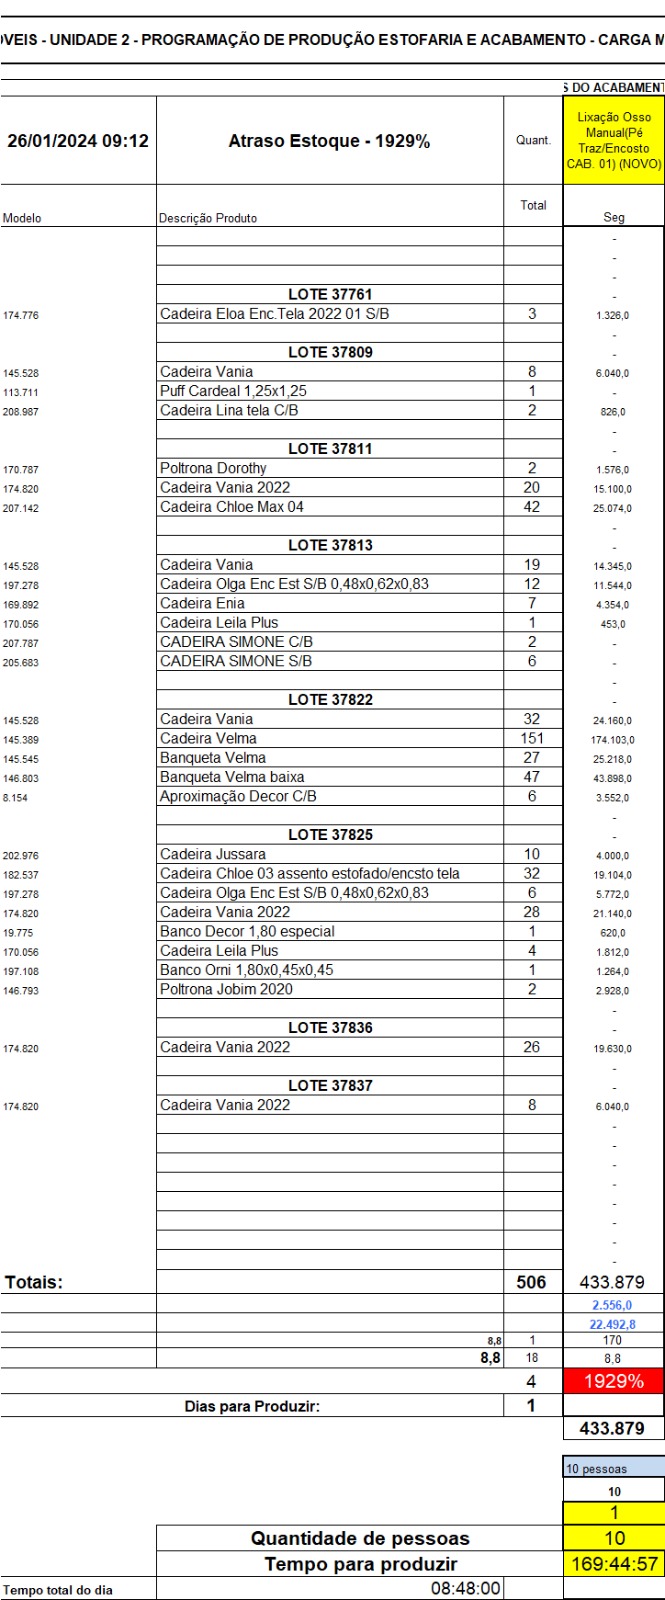 OVEIS - UNIDADE 2 - PROGRAMAÇÃO DE PRODUÇÃO ESTOFARIA E ACABAMENTO - CARGA M
S DO ACABAMENT
26/01/2024 09:12 Atraso Estoque - 1929% Quant. Lixação Osso Manual(Pé Traz/Encosto CAB. 01) (NOVO)
Modelo Descrição Produto Total Seg
-
-
-
LOTE 37761 -
174.776 Cadeira Eloa Enc.Tela 2022 01 S/B 3 1.326,0
-
LOTE 37809 -
145.528 Cadeira Vania 8 6.040,0
113.711 Puff Cardeal 1,25x1,25 1 -
208.987 Cadeira Lina tela C/B 2 826,0
-
LOTE 37811 -
170.787 Poltrona Dorothy 2 1.576,0
174.820 Cadeira Vania 2022 20 15.100,0
207.142 Cadeira Chloe Max 04 42 25.074,0
-
LOTE 37813 -
145.528 Cadeira Vania 19 14.345,0
197.278 Cadeira Olga Enc Est S/B 0,48x0,62x0,83 12 11.544,0
169.892 Cadeira Enia 7 4.354,0
170.056 Cadeira Leila Plus 1 453,0
207.787 CADEIRA SIMONE C/B 2 -
205.683 CADEIRA SIMONE S/B 6 -
-
LOTE 37822 -
145.528 Cadeira Vania 32 24.160,0
145.389 Cadeira Velma 151 174.103,0
145.545 Banqueta Velma 27 25.218,0
146.803 Banqueta Velma baixa 47 43.898,0
8.154 Aproximação Decor C/B 6 3.552,0
-
LOTE 37825 -
202.976 Cadeira Jussara 10 4.000,0
182.537 Cadeira Chloe 03 assento estofado/encsto tela 32 19.104,0
197.278 Cadeira Olga Enc Est S/B 0,48x0,62x0,83 6 5.772,0
174.820 Cadeira Vania 2022 28 21.140,0
19.775 Banco Decor 1,80 especial 1 620,0
170.056 Cadeira Leila Plus 4 1.812,0
197.108 Banco Orni 1,80x0,45x0,45 1 1.264,0
146.793 Poltrona Jobim 2020 2 2.928,0
-
LOTE 37836 -
174.820 Cadeira Vania 2022 26 19.630,0
-
LOTE 37837 -
174.820 Cadeira Vania 2022 8 6.040,0
-
-
-
-
-
-
-
-
Totais: 506 433.879
2.556,0
22.492,8
8,8 1 170
8,8 18 8,8
4 1929%
Dias para Produzir: 1
433.879
10 pessoas
10
1
Quantidade de pessoas 10
Tempo para produzir 169:44:57
Tempo total do dia 08:48:00